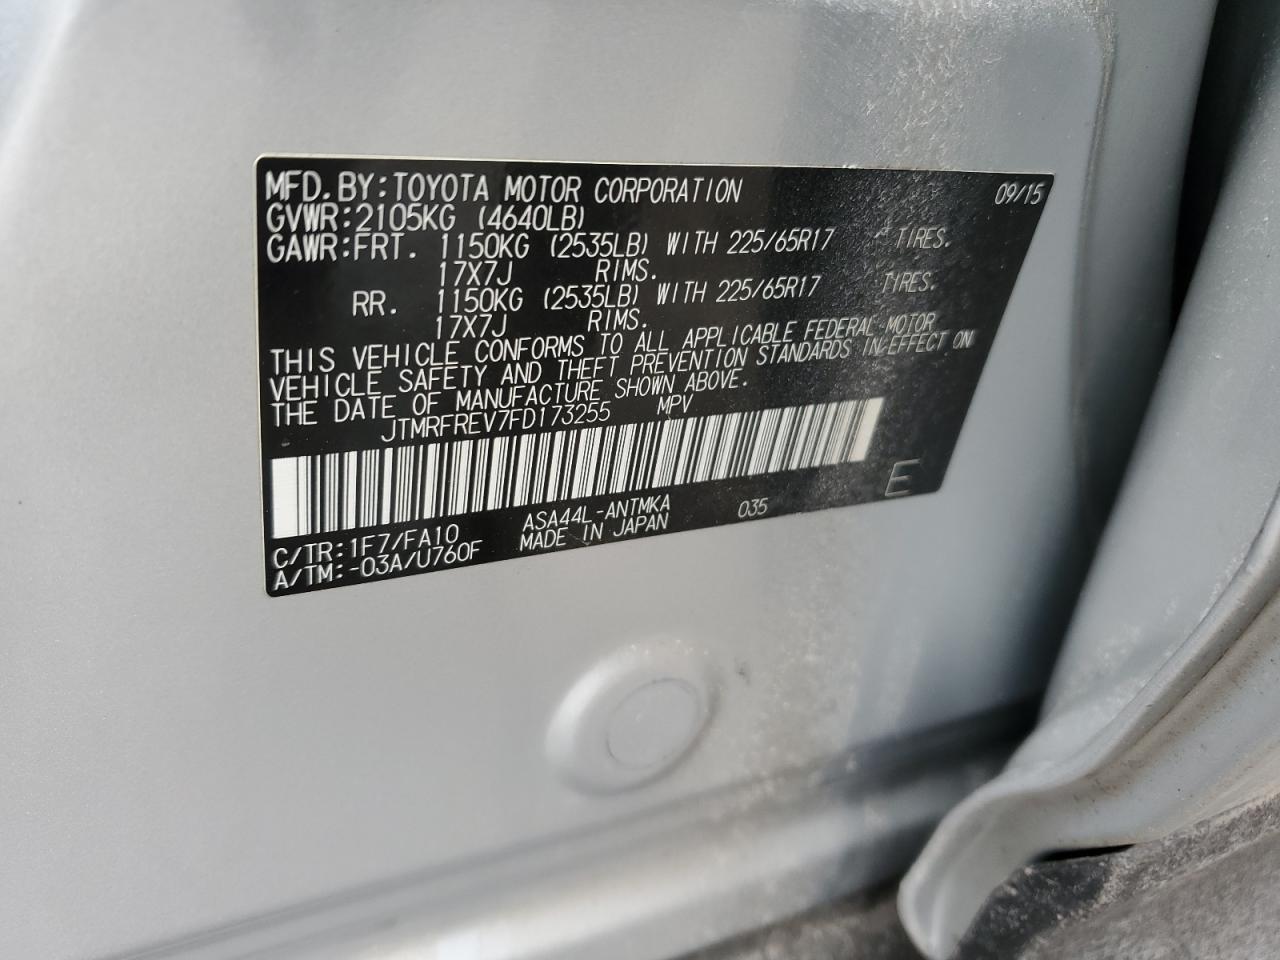 MFD.BY:TOYOTA MOTOR CORPORATION 09/15
GVWR:2105KG (4640LB)
GAWR:FRT. 1150KG (2535LB) WITH 225/65R17 TIRES.
17X7J RIMS.
RR. 1150KG (2535LB) WITH 225/65R17 TIRES.
17X7J RIMS.
THIS VEHICLE CONFORMS TO ALL APPLICABLE FEDERAL MOTOR
VEHICLE SAFETY AND THEFT PREVENTION STANDARDS IN EFFECT ON
THE DATE OF MANUFACTURE SHOWN ABOVE.
JTMRFREV7FD173255 MPV
E
C/TR:1F7/FA10 ASA44L-ANTMKA 035
A/TM:-03A/U760F MADE IN JAPAN